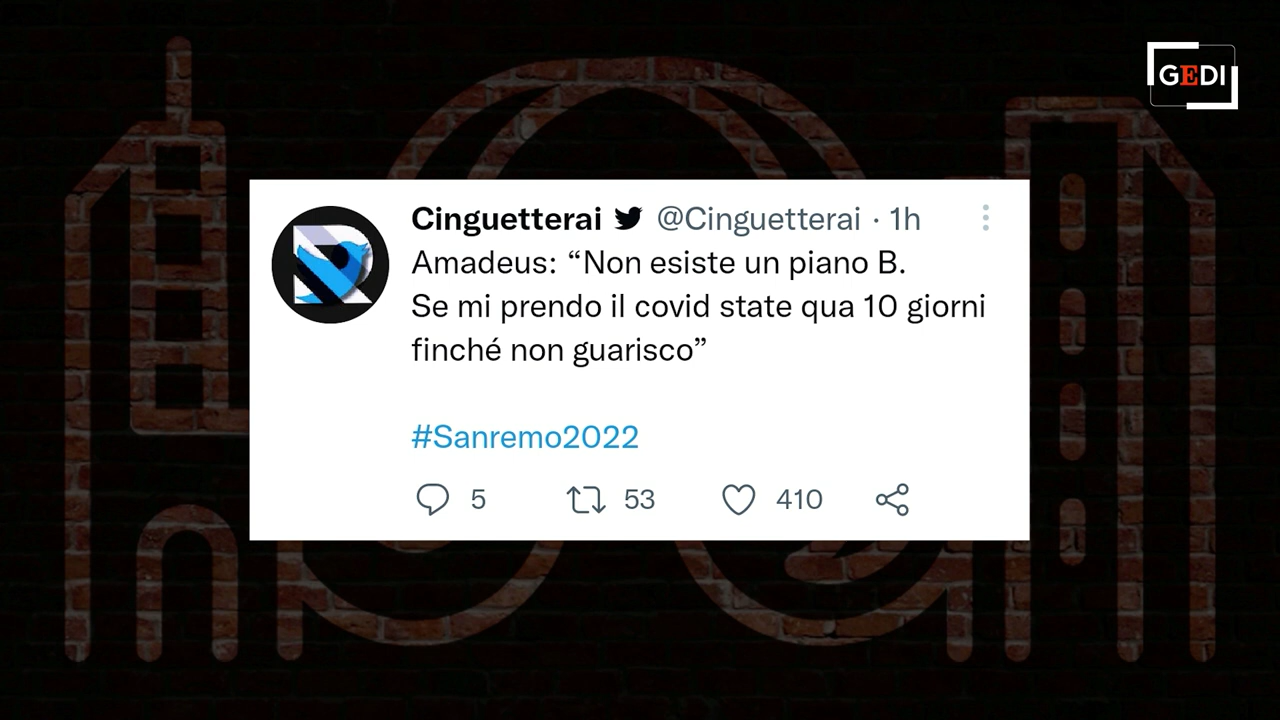 GEDI
Cinguetterai @Cinguetterai · 1h
Amadeus: “Non esiste un piano B.
Se mi prendo il covid state qua 10 giorni
finché non guarisco”
#Sanremo2022
5 53 410